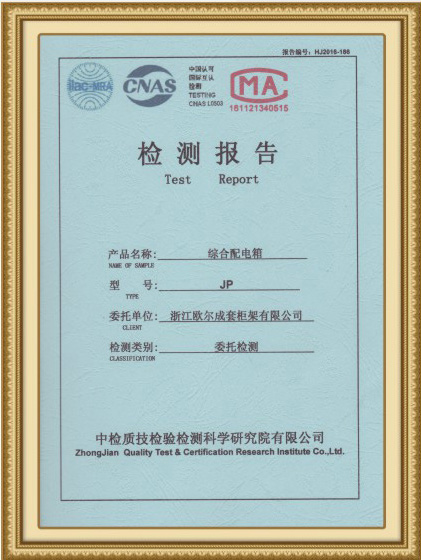 报告编号：HJ2016-186
ilac-MRA
CNAS
中国认可
国际互认
检测
TESTING
CNAS L0503
MA
161121340515
检测报告
Test Report
产品名称: 综合配电箱
NAME OF SAMPLE
型 号: JP
TYPE
委托单位: 浙江欧尔成套柜架有限公司
CLIENT
检测类别: 委托检测
CLASSIFICATION
中检质技检验检测科学研究院有限公司
ZhongJian Quality Test & Certification Research Institute Co.,Ltd.